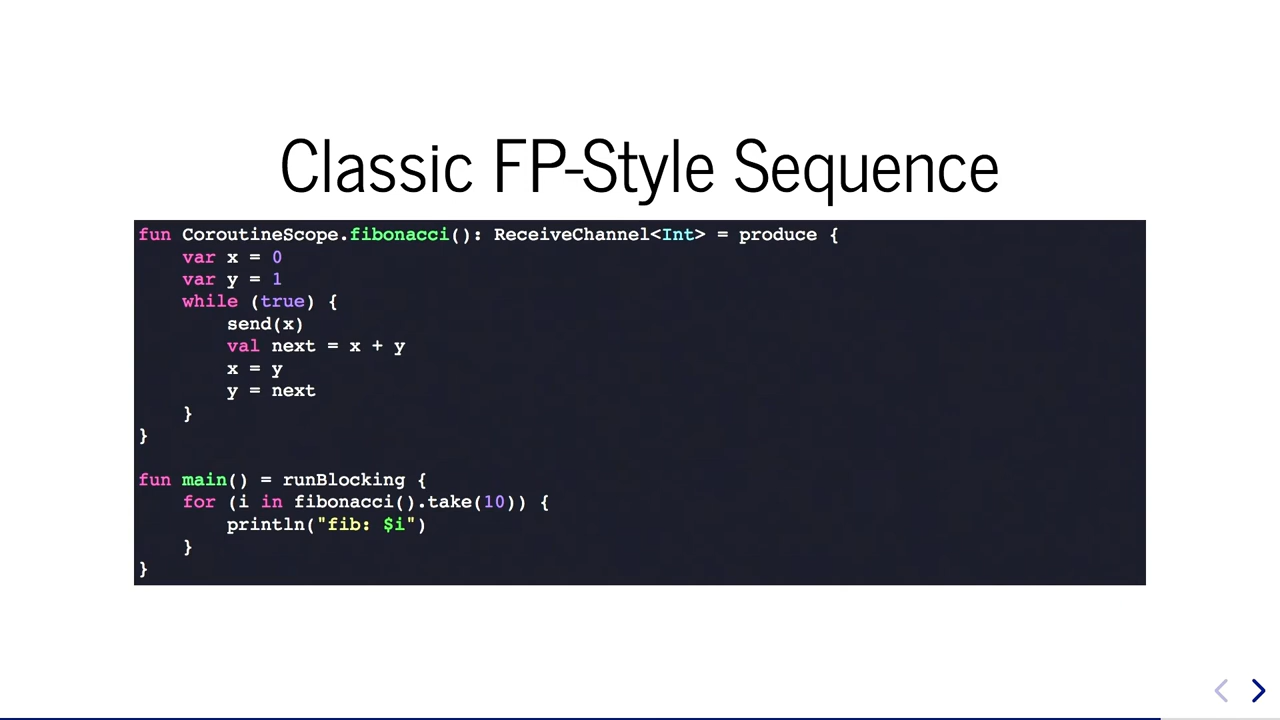 Classic FP-Style Sequence
fun CoroutineScope.fibonacci(): ReceiveChannel<Int> = produce {
    var x = 0
    var y = 1
    while (true) {
        send(x)
        val next = x + y
        x = y
        y = next
    }
}

fun main() = runBlocking {
    for (i in fibonacci().take(10)) {
        println("fib: $i")
    }
}